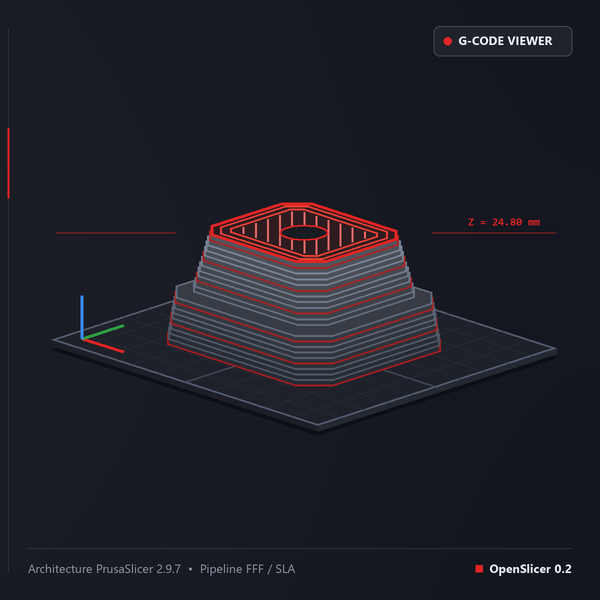 G-CODE VIEWER
Z = 24.80 mm
Architecture PrusaSlicer 2.9.7 • Pipeline FFF / SLA
OpenSlicer 0.2